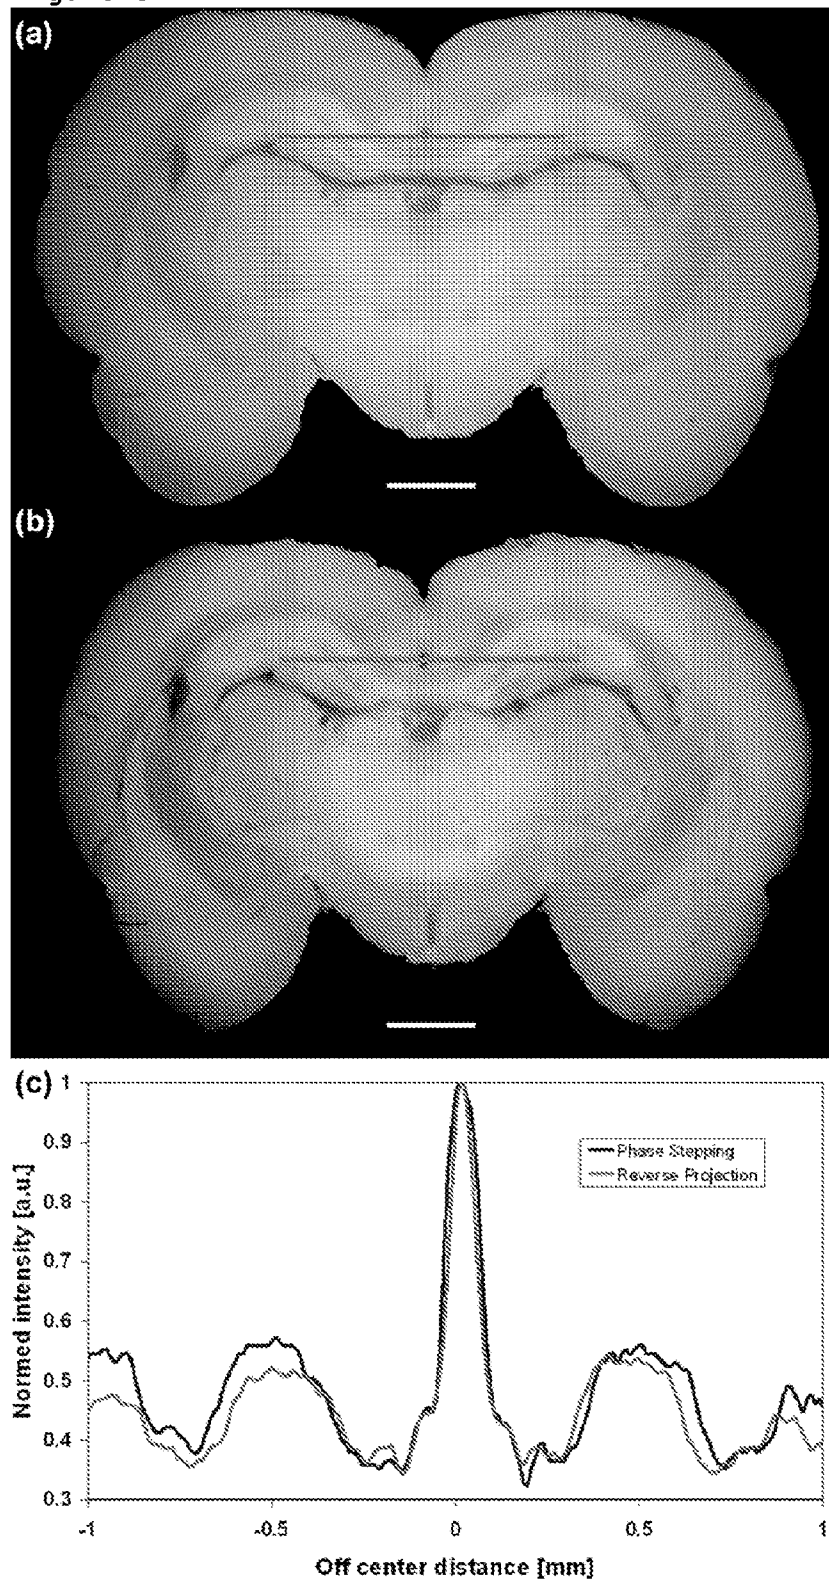 (a)
(b)
(c)
1
0.9
0.8
0.7
0.6
0.5
0.4
0.3
Normed intensity [a.u.]
Phase Stepping
Reverse Projection
-1
-0.5
0
0.5
1
Off center distance [mm]